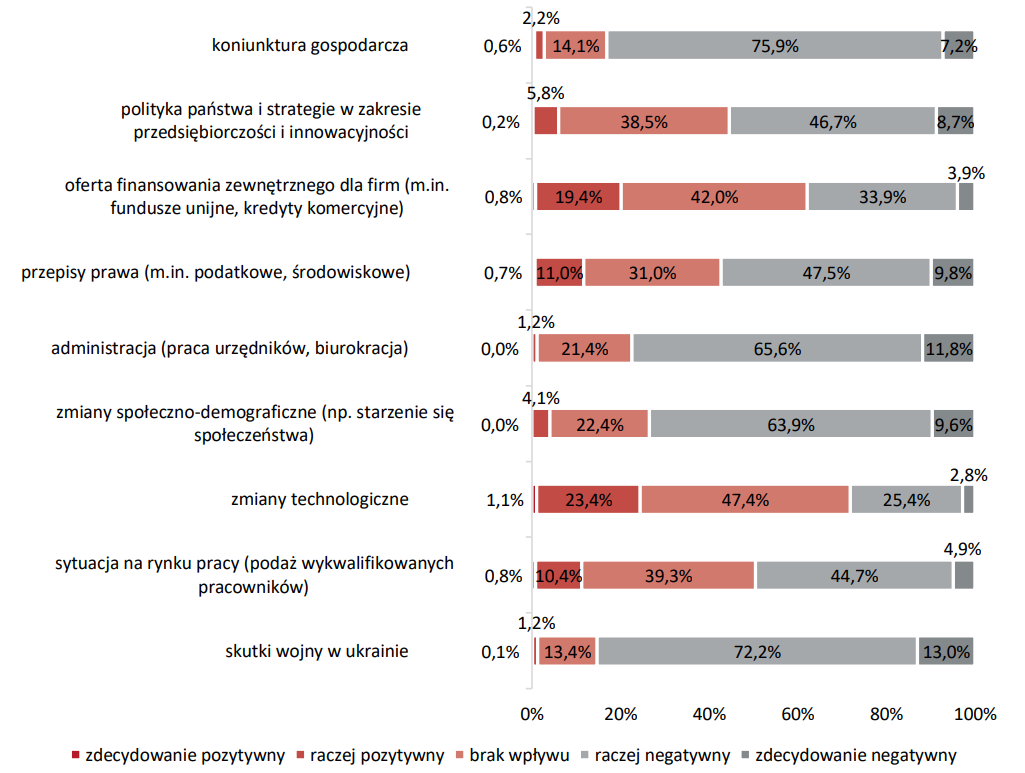 2,2%
koniunktura gospodarcza 0,6% 14,1% 75,9% 7,2%
5,8%
polityka państwa i strategie w zakresie
przedsiębiorczości i innowacyjności 0,2% 38,5% 46,7% 8,7%
3,9%
oferta finansowania zewnętrznego dla firm (m.in.
fundusze unijne, kredyty komercyjne) 0,8% 19,4% 42,0% 33,9%
przepisy prawa (m.in. podatkowe, środowiskowe) 0,7% 11,0% 31,0% 47,5% 9,8%
1,2%
administracja (praca urzędników, biurokracja) 0,0% 21,4% 65,6% 11,8%
4,1%
zmiany społeczno-demograficzne (np. starzenie się
społeczeństwa) 0,0% 22,4% 63,9% 9,6%
2,8%
zmiany technologiczne 1,1% 23,4% 47,4% 25,4%
4,9%
sytuacja na rynku pracy (podaż wykwalifikowanych
pracowników) 0,8% 10,4% 39,3% 44,7%
1,2%
skutki wojny w ukrainie 0,1% 13,4% 72,2% 13,0%
0% 20% 40% 60% 80% 100%
zdecydowanie pozytywny raczej pozytywny brak wpływu raczej negatywny zdecydowanie negatywny